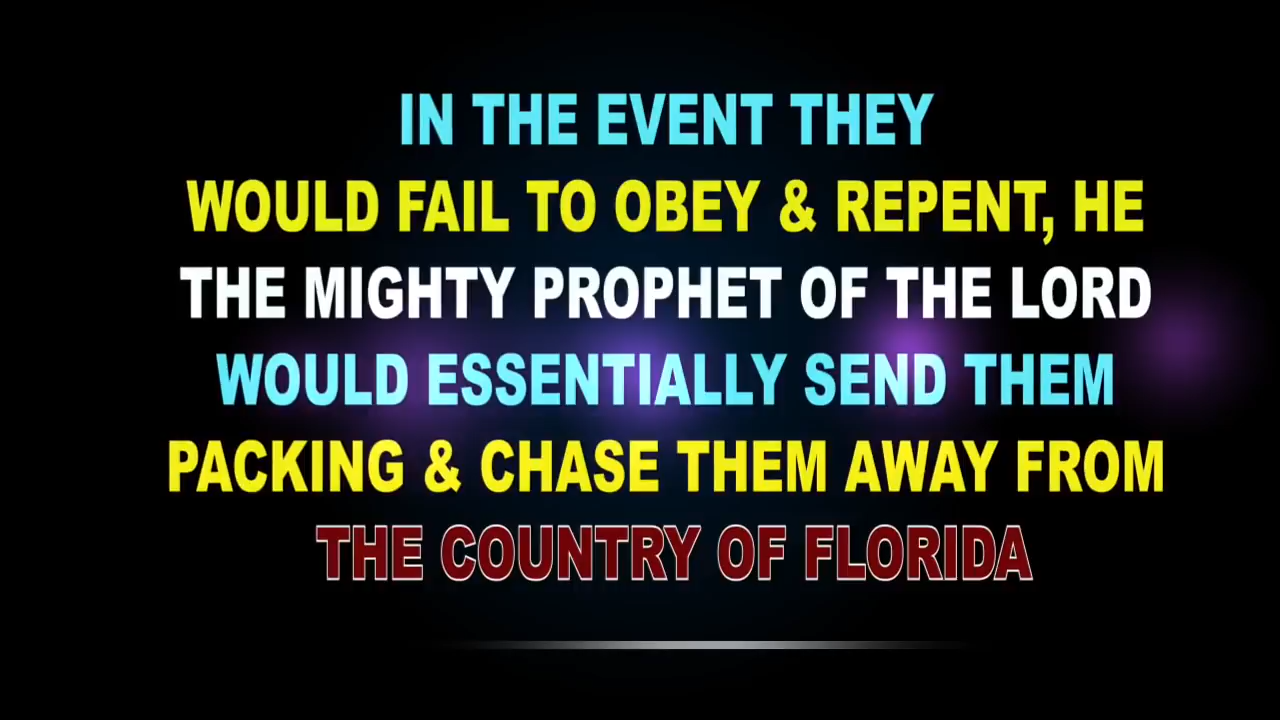 IN THE EVENT THEY
WOULD FAIL TO OBEY & REPENT, HE
THE MIGHTY PROPHET OF THE LORD
WOULD ESSENTIALLY SEND THEM
PACKING & CHASE THEM AWAY FROM
THE COUNTRY OF FLORIDA